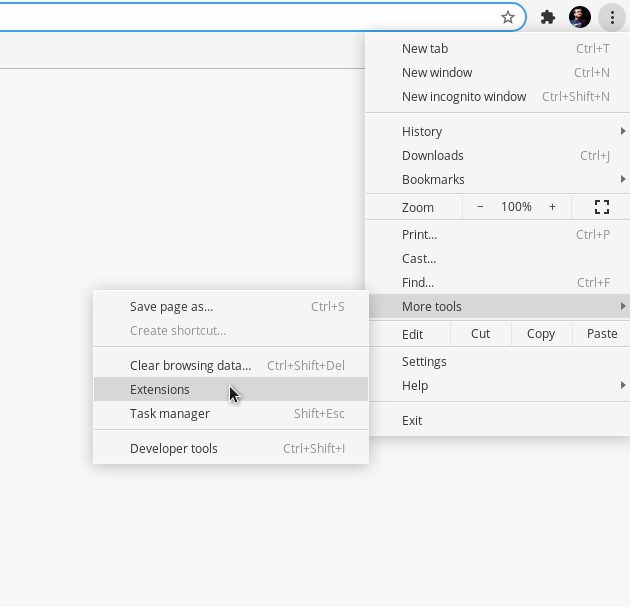 New tab Ctrl+T
New window Ctrl+N
New incognito window Ctrl+Shift+N
History
Downloads Ctrl+J
Bookmarks
Zoom − 100% +
Print... Ctrl+P
Cast...
Find... Ctrl+F
More tools
Edit Cut Copy Paste
Settings
Help
Exit
Save page as... Ctrl+S
Create shortcut...
Clear browsing data... Ctrl+Shift+Del
Extensions
Task manager Shift+Esc
Developer tools Ctrl+Shift+I